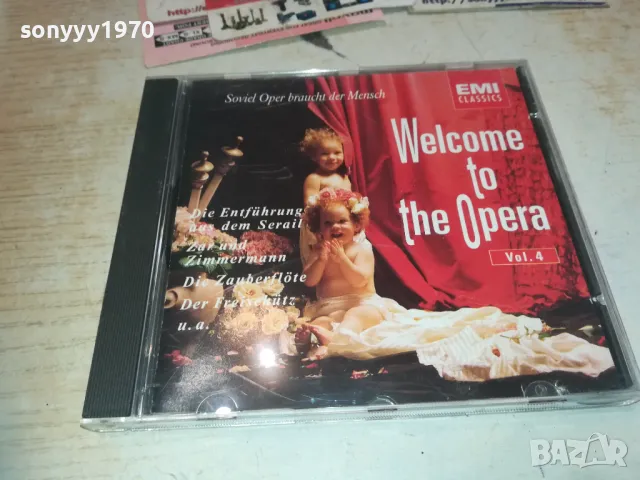 sonyyy1970
Soviel Oper braucht der Mensch
EMI
CLASSICS
Welcome
to
the Opera
Vol. 4
Die Entführung
aus dem Serail
Zar und
Zimmermann
Die Zauberflöte
Der Freischütz
u. a.
BAZAR
bg